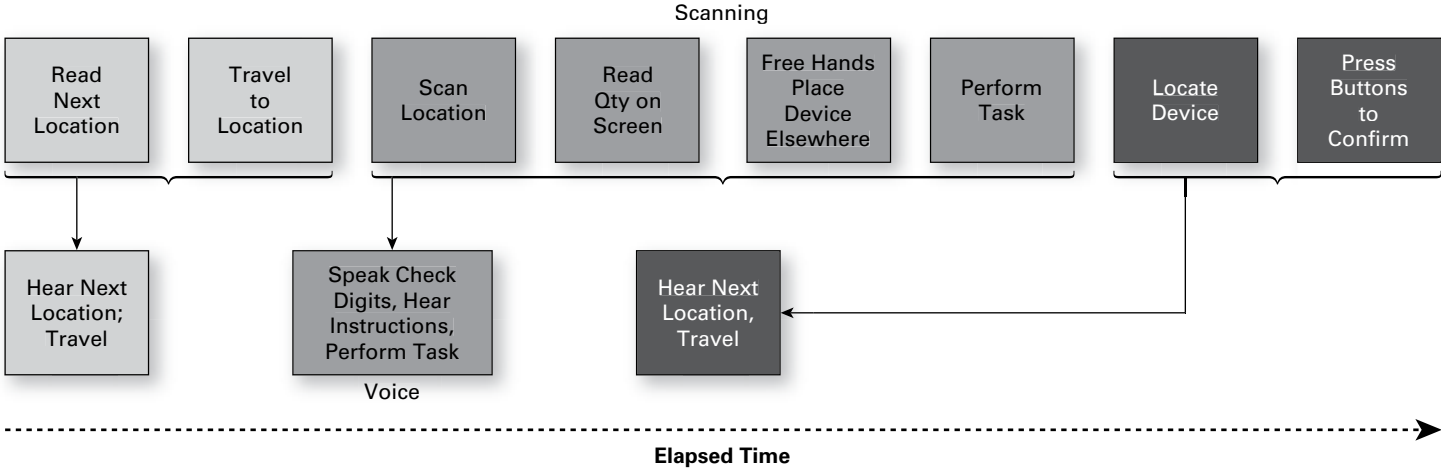 Scanning
Read
Next
Location
Travel
to
Location
Scan
Location
Read
Qty on
Screen
Free Hands
Place
Device
Elsewhere
Perform
Task
Locate
Device
Press
Buttons
to
Confirm
Hear Next
Location;
Travel
Speak Check
Digits, Hear
Instructions,
Perform Task
Hear Next
Location,
Travel
Voice
Elapsed Time